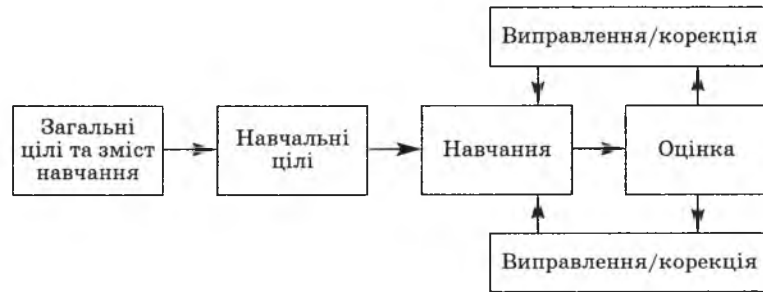 Виправлення/корекція
Загальні
цілі та зміст
навчання
Навчальні
цілі
Навчання
Оцінка
Виправлення/корекція